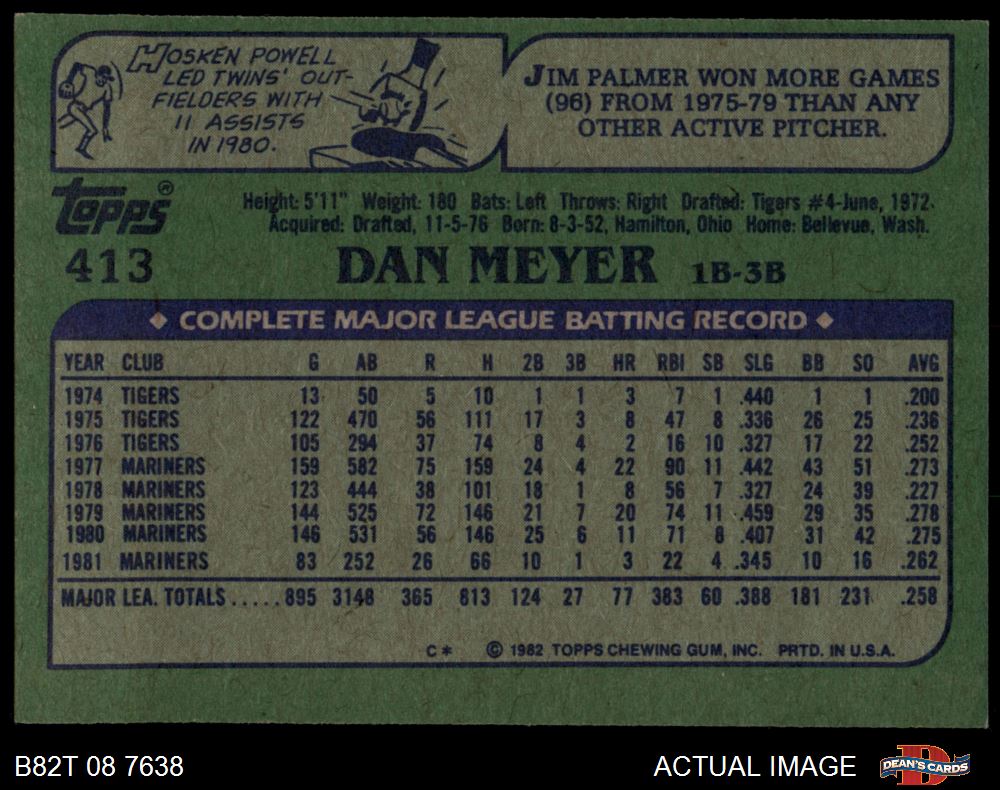 HOSKEN POWELL
LED TWINS' OUT-
FIELDERS WITH
11 ASSISTS
IN 1980.
JIM PALMER WON MORE GAMES
(96) FROM 1975-79 THAN ANY
OTHER ACTIVE PITCHER.
topps®
Height: 5'11" Weight: 180 Bats: Left Throws: Right Drafted: Tigers #4-June, 1972.
Acquired: Drafted, 11-5-76 Born: 8-3-52, Hamilton, Ohio Home: Bellevue, Wash.
413 DAN MEYER 1B-3B
◆ COMPLETE MAJOR LEAGUE BATTING RECORD ◆
YEAR CLUB G AB R H 2B 3B HR RBI SB SLG BB SO AVG
1974 TIGERS 13 50 5 10 1 1 3 7 1 .440 1 1 .200
1975 TIGERS 122 470 56 111 17 3 8 47 8 .336 26 25 .236
1976 TIGERS 105 294 37 74 8 4 2 16 10 .327 17 22 .252
1977 MARINERS 159 582 75 159 24 4 22 90 11 .442 43 51 .273
1978 MARINERS 123 444 38 101 18 1 8 56 7 .327 24 39 .227
1979 MARINERS 144 525 72 146 21 7 20 74 11 .459 29 35 .278
1980 MARINERS 146 531 56 146 25 6 11 71 8 .407 31 42 .275
1981 MARINERS 83 252 26 66 10 1 3 22 4 .345 10 16 .262
MAJOR LEA. TOTALS.....895 3148 365 813 124 27 77 383 60 .388 181 231 .258
C* © 1982 TOPPS CHEWING GUM, INC. PRTD. IN U.S.A.
B82T 08 7638 ACTUAL IMAGE D DEAN'S CARDS